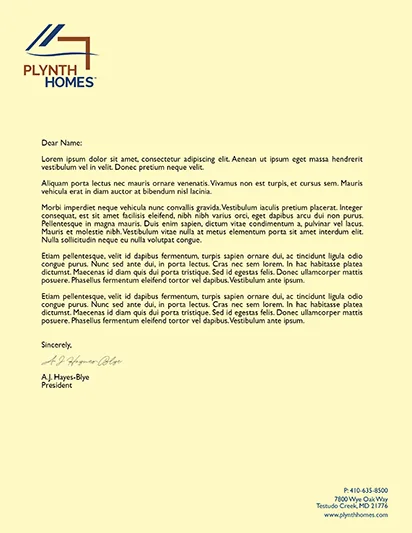 PLYNTH
HOMES
Dear Name:
Lorem ipsum dolor sit amet, consectetur adipiscing elit. Aenean ut ipsum eget massa hendrerit
vestibulum vel in velit. Donec pretium neque velit.
Aliquam porta lectus nec mauris ornare venenatis. Vivamus non est turpis, et cursus sem. Mauris
vehicula erat in diam auctor at bibendum nisl lacinia.
Morbi imperdiet neque vehicula nunc convallis gravida. Vestibulum iaculis pretium placerat. Integer
consequat, est sit amet facilisis eleifend, nibh nibh varius orci, eget dapibus arcu dui non purus.
Pellentesque in magna mauris. Duis enim sapien, dictum vitae condimentum a, pulvinar vel lacus.
Mauris et molestie nibh. Vestibulum vitae nulla at metus elementum porta sit amet interdum elit.
Nulla sollicitudin neque eu nulla volutpat congue.
Etiam pellentesque, velit id dapibus fermentum, turpis sapien ornare dui, ac tincidunt ligula odio
congue purus. Nunc sed ante dui, in porta lectus. Cras nec sem lorem. In hac habitasse platea
dictumst. Maecenas id diam quis dui porta tristique. Sed id egestas felis. Donec ullamcorper mattis
posuere. Phasellus fermentum eleifend tortor vel dapibus. Vestibulum ante ipsum.
Etiam pellentesque, velit id dapibus fermentum, turpis sapien ornare dui, ac tincidunt ligula odio
congue purus. Nunc sed ante dui, in porta lectus. Cras nec sem lorem. In hac habitasse platea
dictumst. Maecenas id diam quis dui porta tristique. Sed id egestas felis. Donec ullamcorper mattis
posuere. Phasellus fermentum eleifend tortor vel dapibus. Vestibulum ante ipsum.
Sincerely,
A.J. Hayes-Blye
A.J. Hayes-Blye
President
P: 410-635-8500
7800 Wye Oak Way
Testudo Creek, MD 21776
www.plynthhomes.com